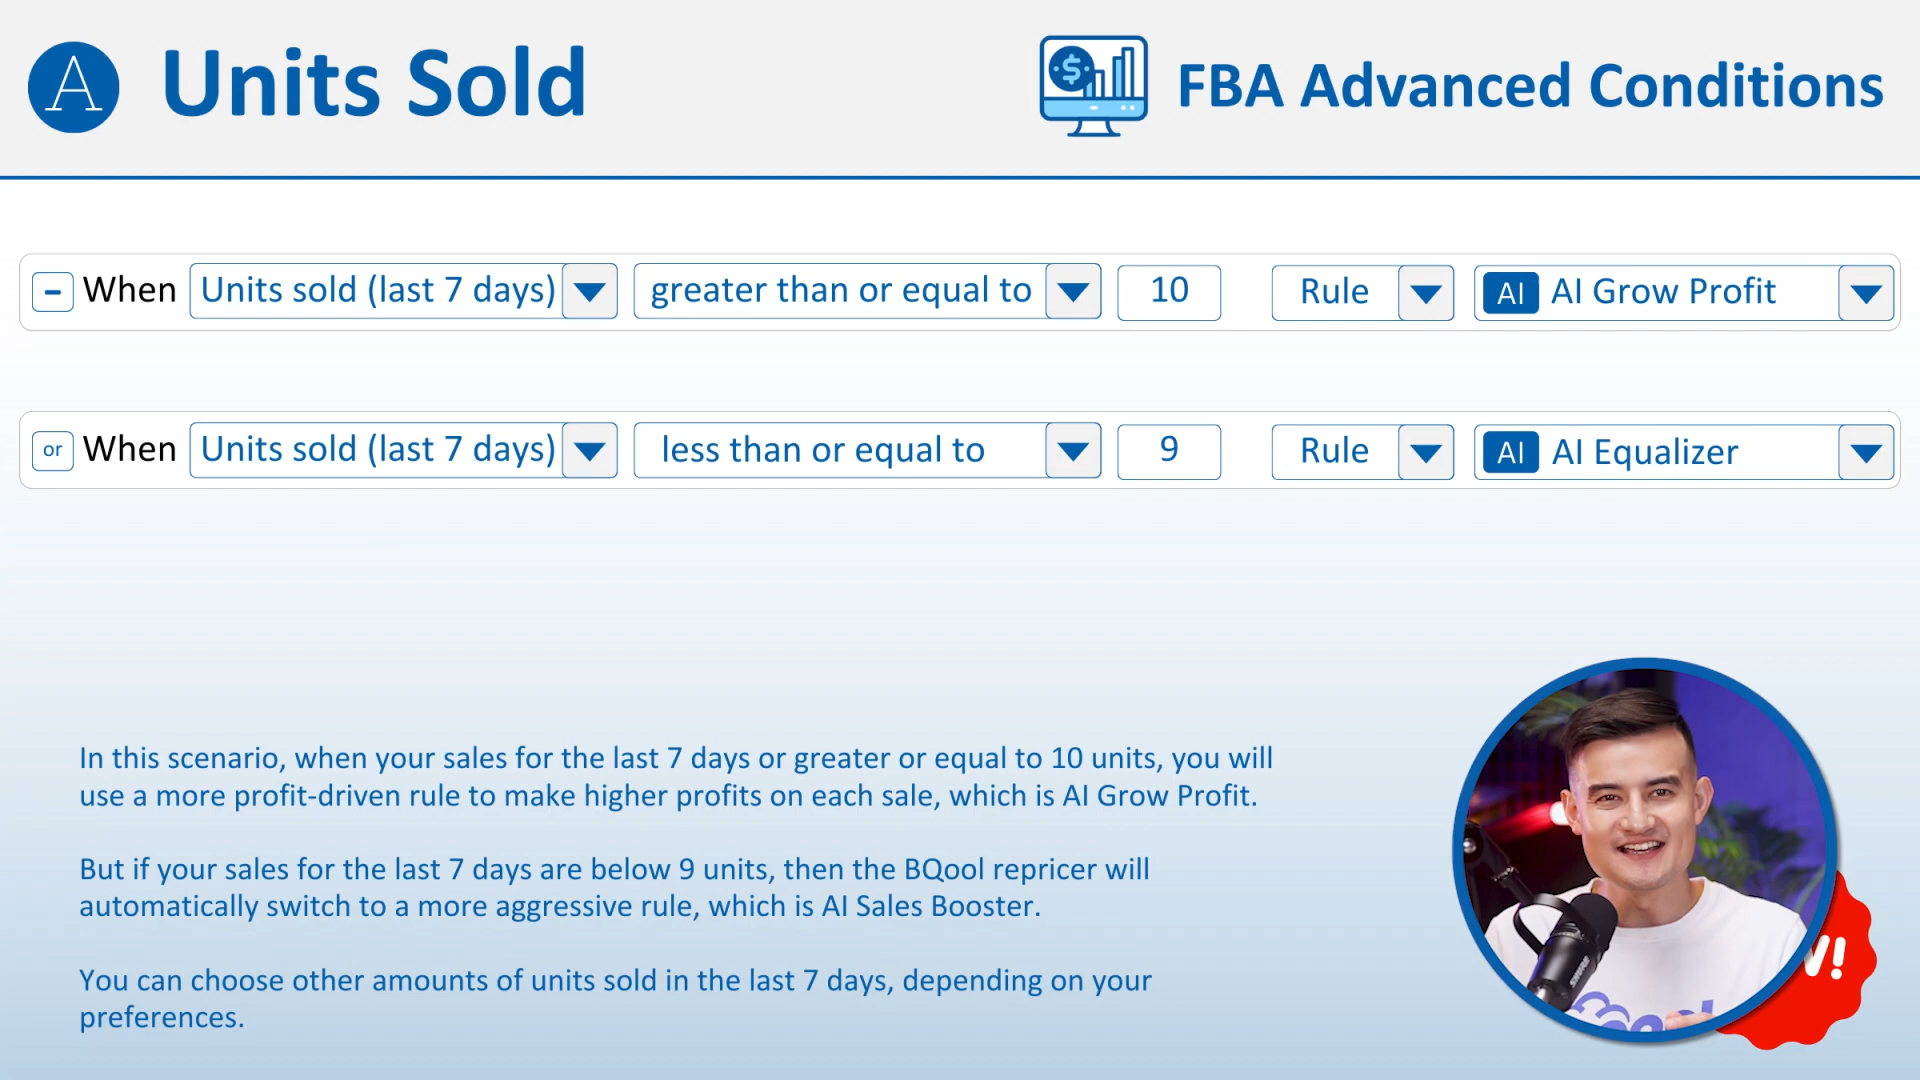 A Units Sold
$ FBA Advanced Conditions
– When Units sold (last 7 days) greater than or equal to 10 Rule AI AI Grow Profit
or When Units sold (last 7 days) less than or equal to 9 Rule AI AI Equalizer
In this scenario, when your sales for the last 7 days or greater or equal to 10 units, you will
use a more profit-driven rule to make higher profits on each sale, which is AI Grow Profit.
But if your sales for the last 7 days are below 9 units, then the BQool repricer will
automatically switch to a more aggressive rule, which is AI Sales Booster.
You can choose other amounts of units sold in the last 7 days, depending on your
preferences.